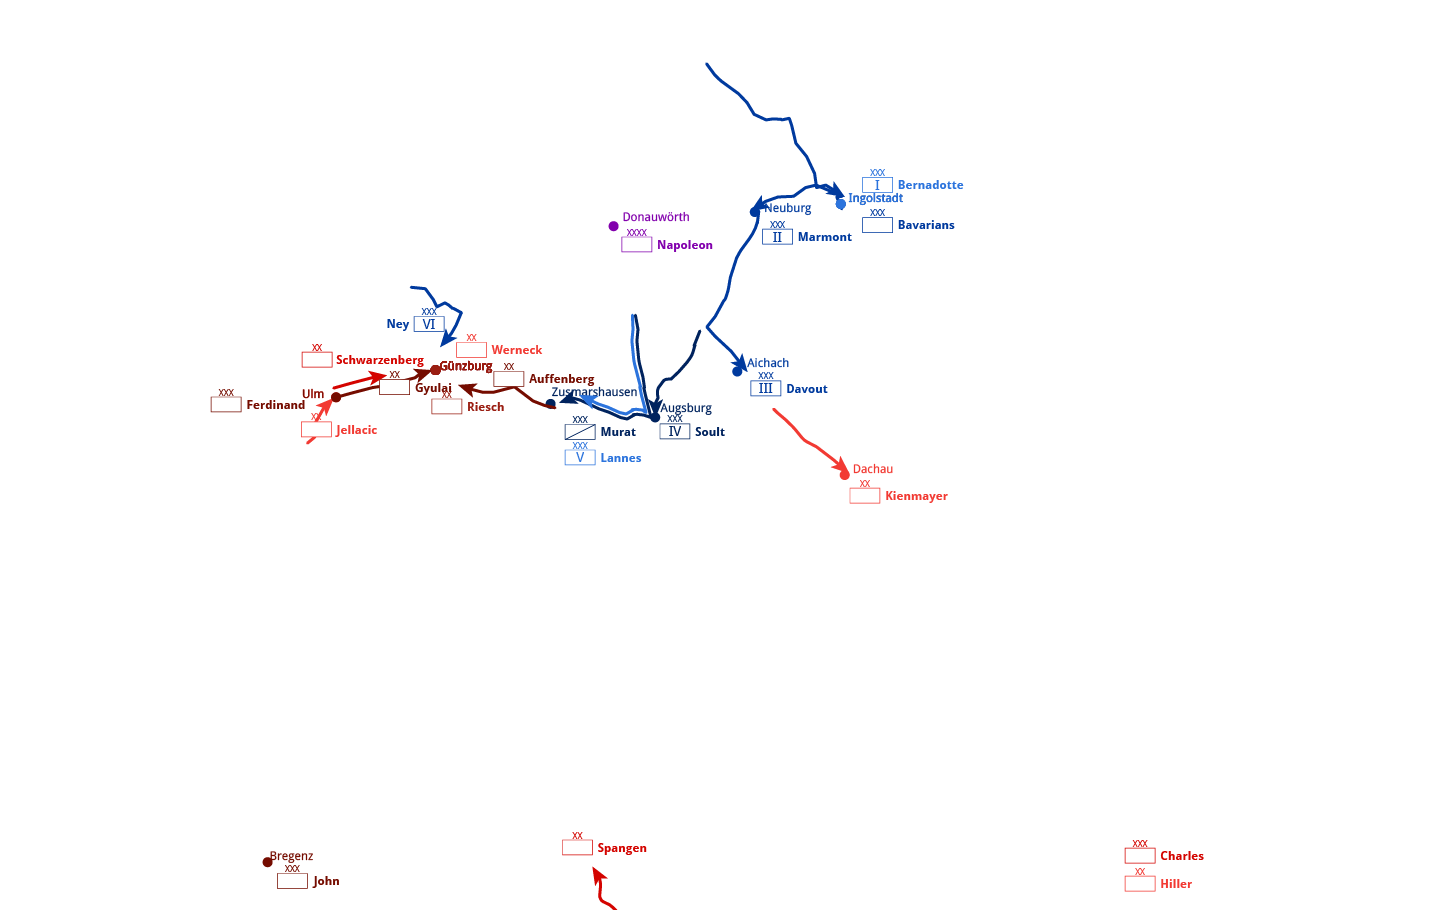 XXX
I Bernadotte
Ingolstadt
XXX
Bavarians
Neuburg
XXX
II Marmont
Donauwörth
XXXX
Napoleon
XXX
Ney VI
XX
Werneck
XX
Schwarzenberg
Günzburg
XX
Gyulai
XX
Auffenberg
Ulm
XXX
Ferdinand
XX
Riesch
XX
Jellacic
Zusmarshausen
XXX
Murat
XXX
V Lannes
Augsburg
XXX
IV Soult
Aichach
XXX
III Davout
Dachau
XX
Kienmayer
XX
Spangen
Bregenz
XXX
John
XXX
Charles
XX
Hiller